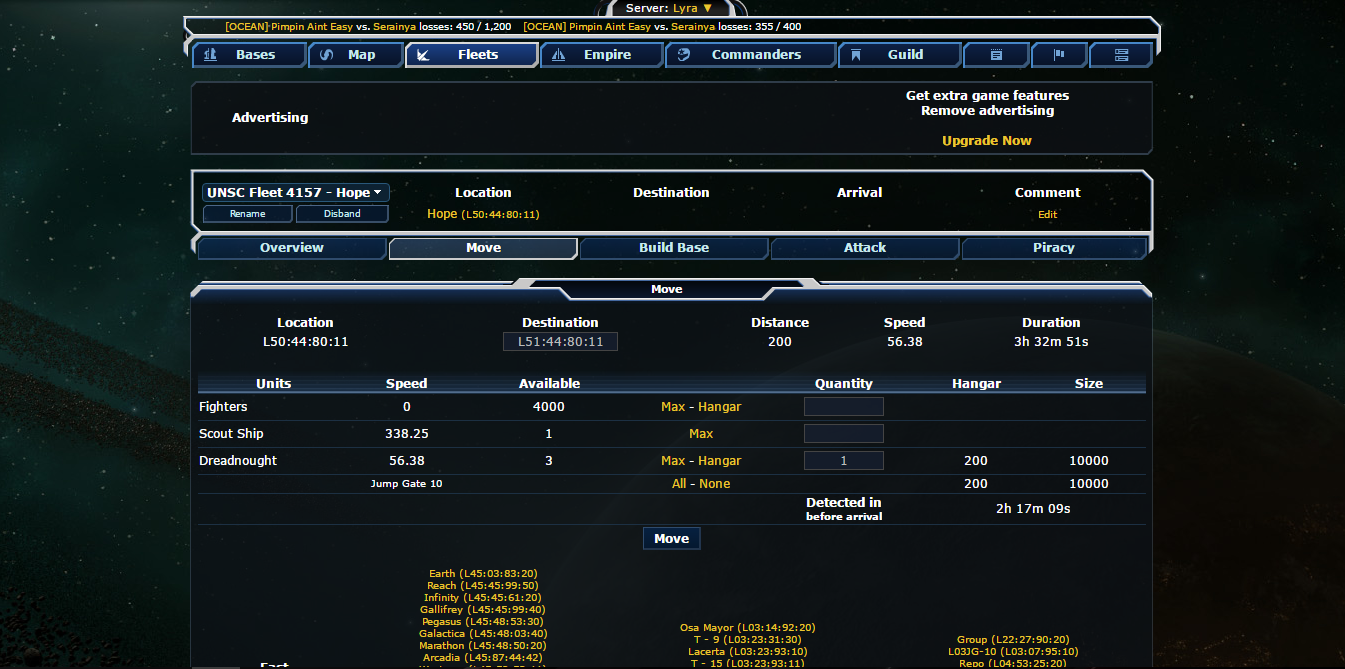 Server: Lyra ▼
[OCEAN] Pimpin Aint Easy vs. Serainya losses: 450 / 1,200 [OCEAN] Pimpin Aint Easy vs. Serainya losses: 355 / 400
Bases Map Fleets Empire Commanders Guild
Advertising
Get extra game features
Remove advertising
Upgrade Now
UNSC Fleet 4157 - Hope Location Destination Arrival Comment
Rename Disband Hope (L50:44:80:11) Edit
Overview Move Build Base Attack Piracy
Move
Location Destination Distance Speed Duration
L50:44:80:11 L51:44:80:11 200 56.38 3h 32m 51s
Units Speed Available Quantity Hangar Size
Fighters 0 4000 Max - Hangar
Scout Ship 338.25 1 Max
Dreadnought 56.38 3 Max - Hangar 1 200 10000
Jump Gate 10 All - None 200 10000
Detected in
before arrival 2h 17m 09s
Move
Earth (L45:03:83:20)
Reach (L45:45:99:50)
Infinity (L45:45:61:20)
Gallifrey (L45:45:99:40)
Pegasus (L45:48:53:30)
Galactica (L45:48:03:40)
Marathon (L45:48:50:20)
Arcadia (L45:87:44:42)
Osa Mayor (L03:14:92:20)
T - 9 (L03:23:31:30)
Lacerta (L03:23:93:10)
T - 15 (L03:23:93:11)
Group (L22:27:90:20)
L03JG-10 (L03:07:95:10)
Repo (L04:53:25:20)